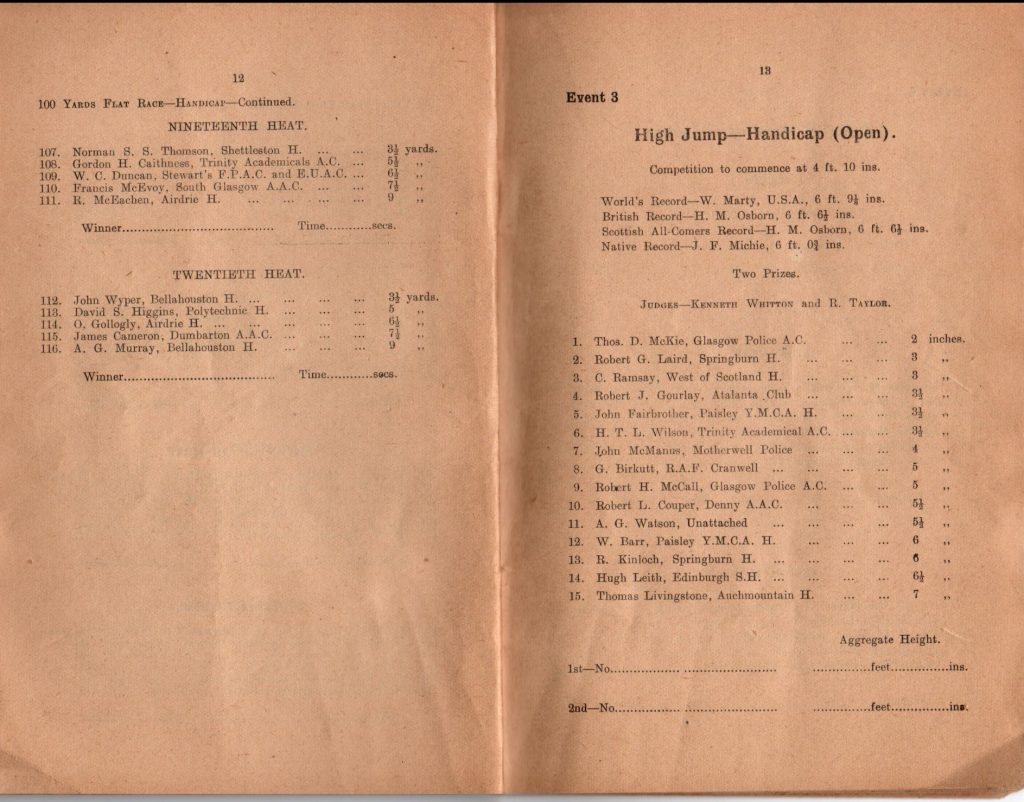 12
100 YARDS FLAT RACE—HANDICAP—Continued.
NINETEENTH HEAT.
107. Norman S. S. Thomson, Shettleston H. ... ... 3½ yards.
108. Gordon H. Caithness, Trinity Academicals A.C. ... 5½ ,,
109. W. C. Duncan, Stewart's F.P.A.C. and E.U.A.C. ... 6½ ,,
110. Francis McEvoy, South Glasgow A.A.C. ... ... 7½ ,,
111. R. McEachen, Airdrie H. ... ... ... ... 9 ,,
Winner............................................ Time............secs.
TWENTIETH HEAT.
112. John Wyper, Bellahouston H. ... ... ... ... 3½ yards.
113. David S. Higgins, Polytechnic H. ... ... ... 5 ,,
114. O. Gollogly, Airdrie H. ... ... ... ... ... 6½ ,,
115. James Cameron, Dumbarton A.A.C. ... ... ... 7½ ,,
116. A. G. Murray, Bellahouston H. ... ... ... 9 ,,
Winner............................................ Time............secs.
13
Event 3
High Jump—Handicap (Open).
Competition to commence at 4 ft. 10 ins.
World's Record—W. Marty, U.S.A., 6 ft. 9¼ ins.
British Record—H. M. Osborn, 6 ft. 6½ ins.
Scottish All-Comers Record—H. M. Osborn, 6 ft. 6½ ins.
Native Record—J. F. Michie, 6 ft. 0¾ ins.
Two Prizes.
JUDGES—KENNETH WHITTON and R. TAYLOR.
1. Thos. D. McKie, Glasgow Police A.C. ... ... 2 inches.
2. Robert G. Laird, Springburn H. ... ... ... 3 ,,
3. C. Ramsay, West of Scotland H. ... ... ... 3 ,,
4. Robert J. Gourlay, Atalanta Club ... ... ... 3½ ,,
5. John Fairbrother, Paisley Y.M.C.A. H. ... ... 3½ ,,
6. H. T. L. Wilson, Trinity Academical A.C. ... ... 3½ ,,
7. John McManus, Motherwell Police ... ... ... 4 ,,
8. G. Birkutt, R.A.F. Cranwell ... ... ... ... 5 ,,
9. Robert H. McCall, Glasgow Police A.C. ... ... 5 ,,
10. Robert L. Couper, Denny A.A.C. ... ... ... 5½ ,,
11. A. G. Watson, Unattached ... ... ... ... 5½ ,,
12. W. Barr, Paisley Y.M.C.A. H. ... ... ... 6 ,,
13. R. Kinloch, Springburn H. ... ... ... ... 6 ,,
14. Hugh Leith, Edinburgh S.H. ... ... ... ... 6½ ,,
15. Thomas Livingstone, Auchmountain H. ... ... 7 ,,
Aggregate Height.
1st—No.................... ........................... ................feet................ins.
2nd—No.................... ........................... ................feet................ins.